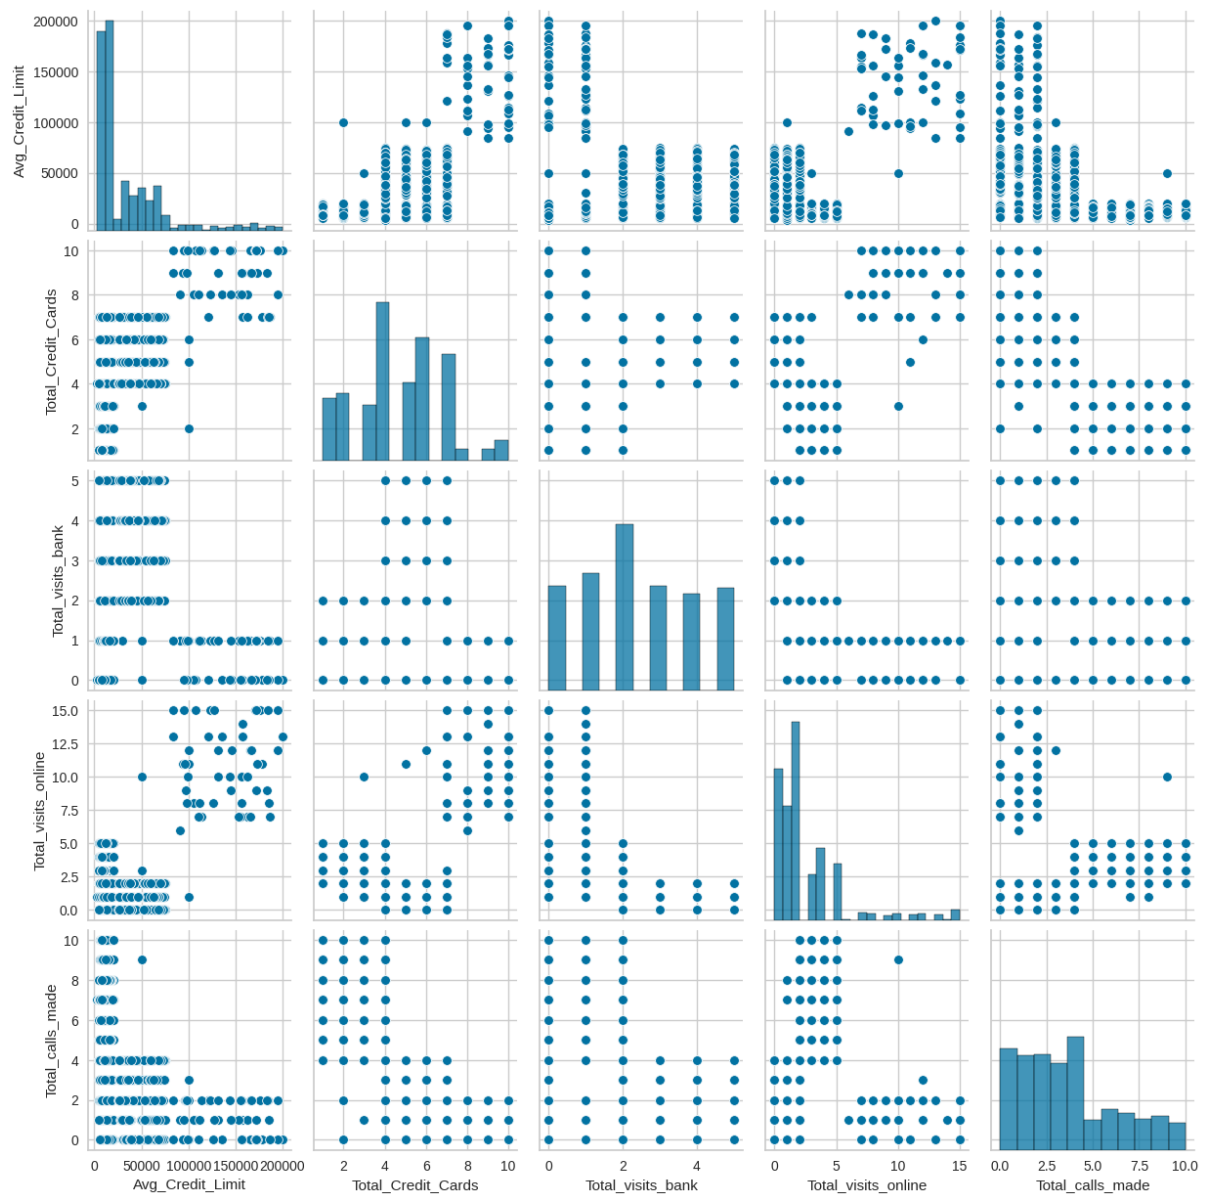 200000
150000
100000
50000
0
Avg_Credit_Limit
10
8
6
4
2
Total_Credit_Cards
5
4
3
2
1
0
Total_visits_bank
15.0
12.5
10.0
7.5
5.0
2.5
0.0
Total_visits_online
10
8
6
4
2
0
Total_calls_made
0 50000 100000 150000 200000
Avg_Credit_Limit
2 4 6 8 10
Total_Credit_Cards
0 2 4
Total_visits_bank
0 5 10 15
Total_visits_online
0.0 2.5 5.0 7.5 10.0
Total_calls_made